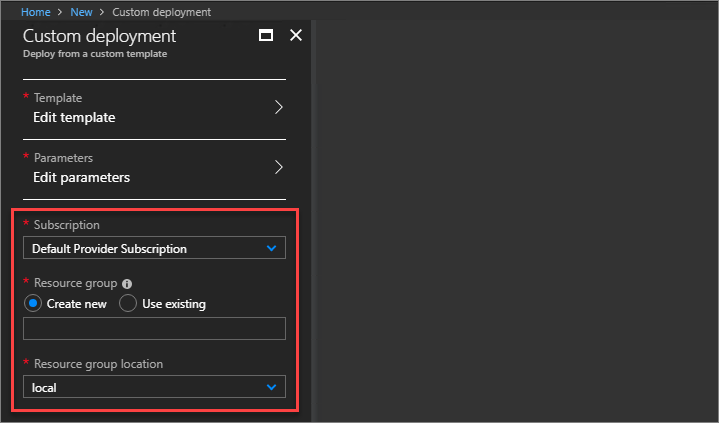 Home > New > Custom deployment
Custom deployment
Deploy from a custom template
* Template
Edit template
* Parameters
Edit parameters
* Subscription
Default Provider Subscription
* Resource group
Create new Use existing
* Resource group location
local